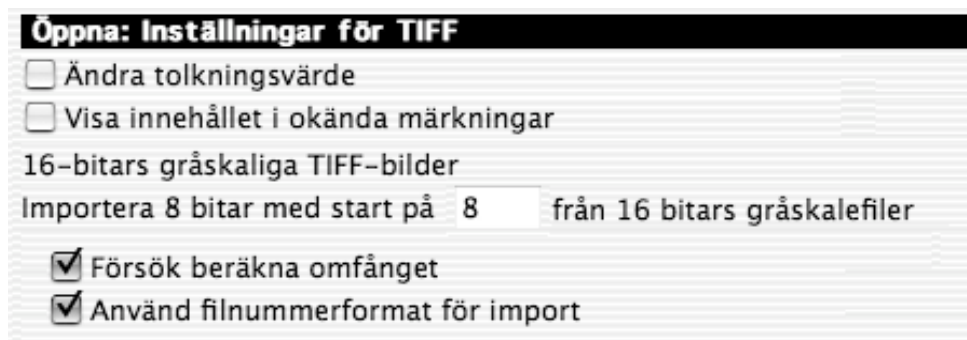 Öppna: Inställningar för TIFF
Ändra tolkningsvärde
Visa innehållet i okända märkningar
16-bitars gråskaliga TIFF-bilder
Importera 8 bitar med start på 8 från 16 bitars gråskalefiler
Försök beräkna omfånget
Använd filnummerformat för import